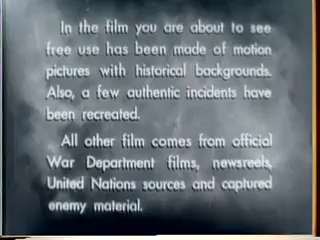 In the film you are about to see
free use has been made of motion
pictures with historical backgrounds.
Also, a few authentic incidents have
been recreated.
All other film comes from official
War Department films, newsreels,
United Nations sources and captured
enemy material.